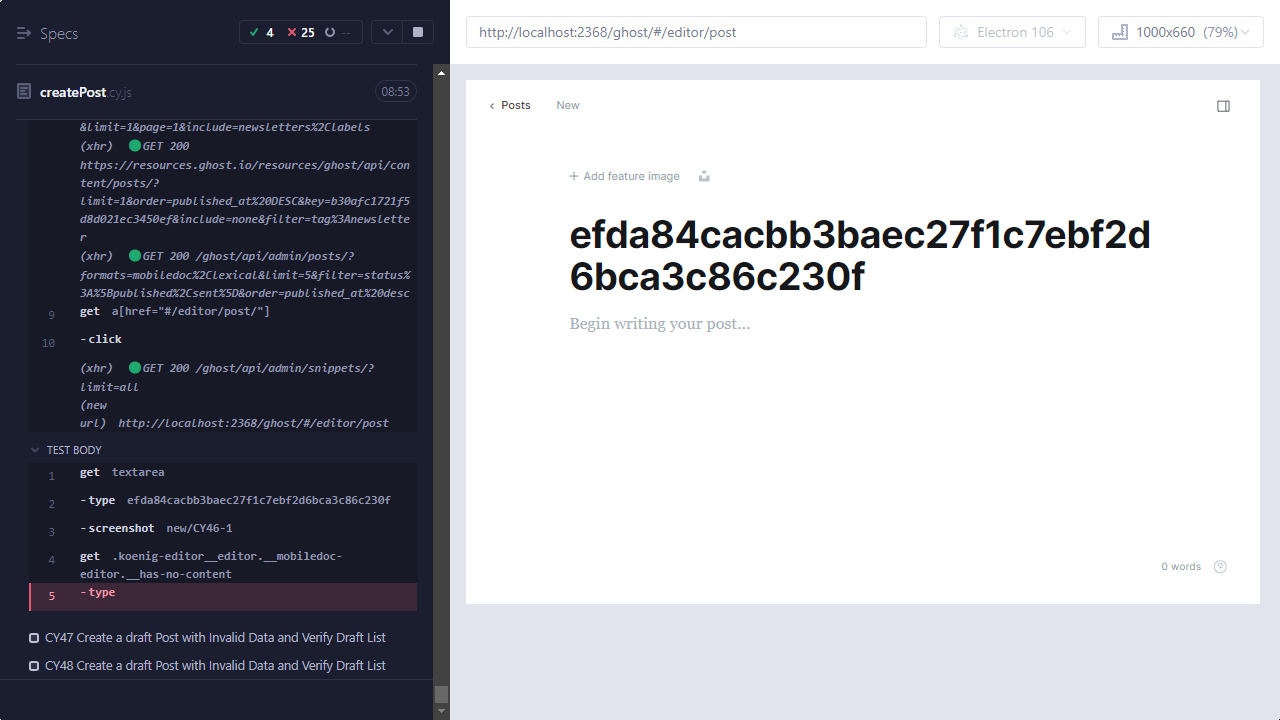 Specs
4 25 --
createPost.cy.js 08:53
&limit=1&page=1&include=newsletters%2Clabels
(xhr) GET 200
https://resources.ghost.io/resources/ghost/api/con
tent/posts/?
limit=1&order=published_at%20DESC&key=b30afc1721f5
d8d021ec3450ef&include=none&filter=tag%3Anewslette
r
(xhr) GET 200 /ghost/api/admin/posts/?
formats=mobiledoc%2Clexical&limit=5&filter=status%
3A%5Bpublished%2Csent%5D&order=published_at%20desc
9 get a[href="#/editor/post/"]
10 -click
(xhr) GET 200 /ghost/api/admin/snippets/?
limit=all
(new
url) http://localhost:2368/ghost/#/editor/post
TEST BODY
1 get textarea
2 -type efda84cacbb3baec27f1c7ebf2d6bca3c86c230f
3 -screenshot new/CY46-1
4 get .koenig-editor__editor.__mobiledoc-
editor.__has-no-content
5 -type
CY47 Create a draft Post with Invalid Data and Verify Draft List
CY48 Create a draft Post with Invalid Data and Verify Draft List
http://localhost:2368/ghost/#/editor/post
Electron 106
1000x660 (79%)
‹ Posts New
+ Add feature image
efda84cacbb3baec27f1c7ebf2d
6bca3c86c230f
Begin writing your post...
0 words ?